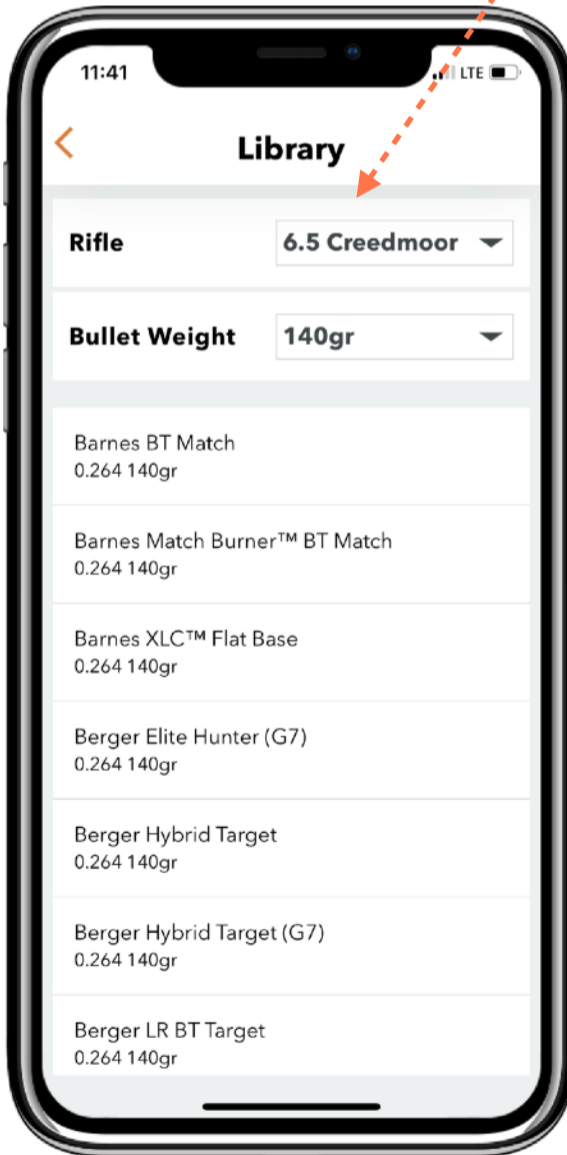 11:41
LTE
Library
Rifle
6.5 Creedmoor
Bullet Weight
140gr
Barnes BT Match
0.264 140gr
Barnes Match Burner™ BT Match
0.264 140gr
Barnes XLC™ Flat Base
0.264 140gr
Berger Elite Hunter (G7)
0.264 140gr
Berger Hybrid Target
0.264 140gr
Berger Hybrid Target (G7)
0.264 140gr
Berger LR BT Target
0.264 140gr